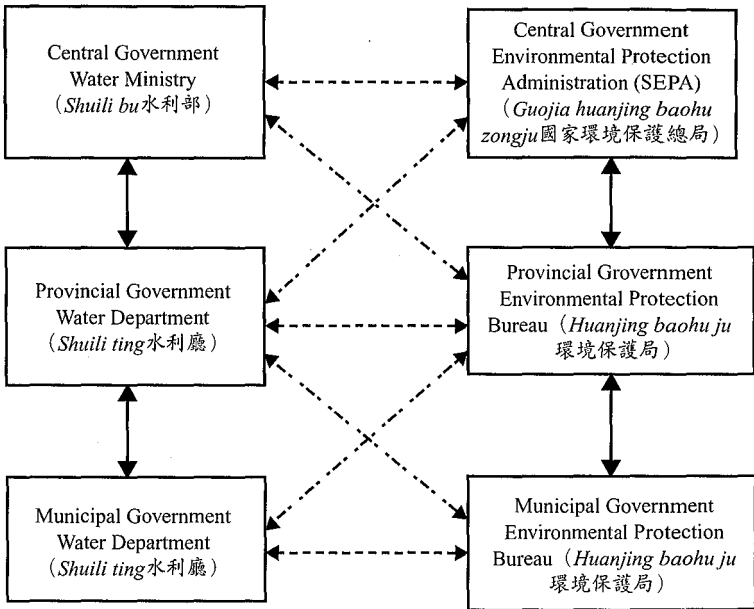 Central Government
Water Ministry
(Shuili bu水利部)
Central Government
Environmental Protection
Administration (SEPA)
(Guojia huanjing baohu
zongju國家環境保護總局)
Provincial Government
Water Department
(Shuili ting水利廳)
Provincial Grovernment
Environmental Protection
Bureau (Huanjing baohu ju
環境保護局)
Municipal Government
Water Department
(Shuili ting水利廳)
Municipal Government
Environmental Protection
Bureau (Huanjing baohu ju
環境保護局)